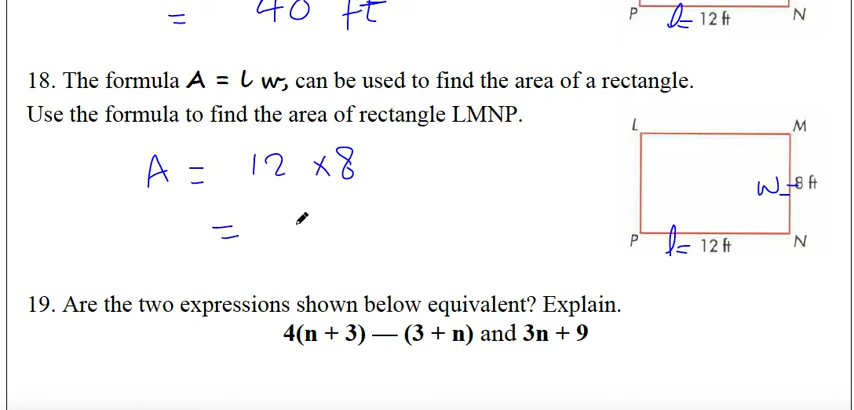 = 40 ft
P l= 12 ft N
18. The formula A = l w, can be used to find the area of a rectangle.
Use the formula to find the area of rectangle LMNP.
L M
A = 12 x 8
w= 8 ft
=
P l= 12 ft N
19. Are the two expressions shown below equivalent? Explain.
4(n + 3) — (3 + n) and 3n + 9